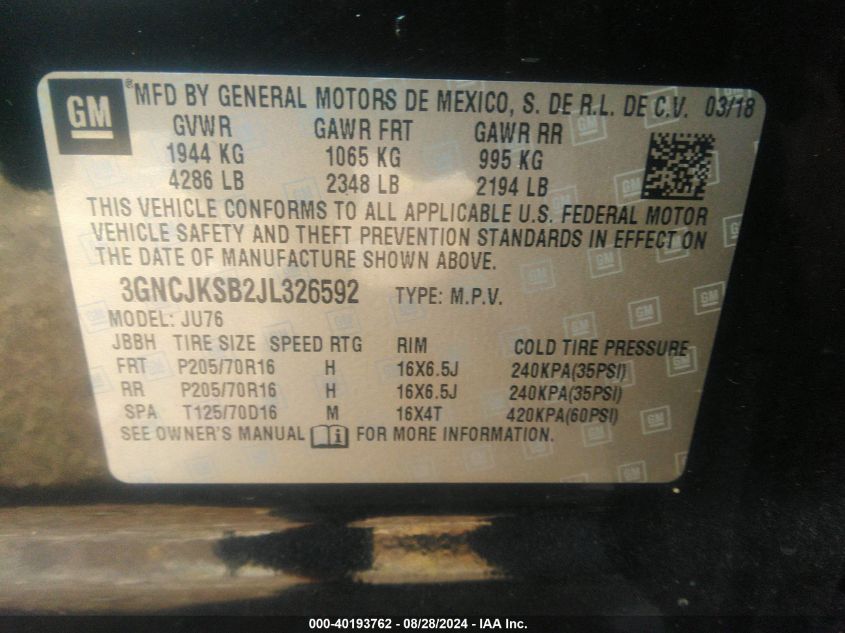 GM ® MFD BY GENERAL MOTORS DE MEXICO, S. DE R.L. DE C.V. 03/18
GVWR GAWR FRT GAWR RR
1944 KG 1065 KG 995 KG
4286 LB 2348 LB 2194 LB
THIS VEHICLE CONFORMS TO ALL APPLICABLE U.S. FEDERAL MOTOR
VEHICLE SAFETY AND THEFT PREVENTION STANDARDS IN EFFECT ON
THE DATE OF MANUFACTURE SHOWN ABOVE.
3GNCJKSB2JL326592 TYPE: M.P.V.
MODEL: JU76
JBBH TIRE SIZE SPEED RTG RIM COLD TIRE PRESSURE
FRT P205/70R16 H 16X6.5J 240KPA(35PSI)
RR P205/70R16 H 16X6.5J 240KPA(35PSI)
SPA T125/70D16 M 16X4T 420KPA(60PSI)
SEE OWNER'S MANUAL i FOR MORE INFORMATION.
000-40193762 - 08/28/2024 - IAA Inc.